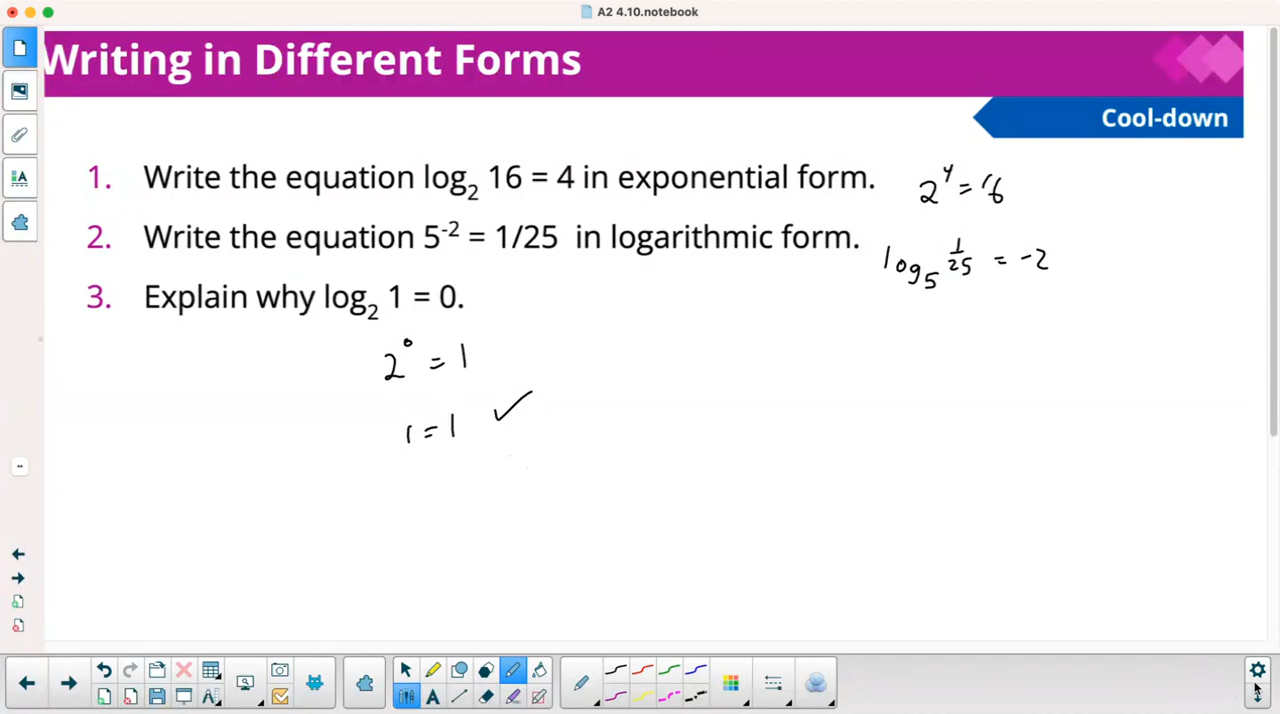 A2 4.10.notebook
Writing in Different Forms
Cool-down
1. Write the equation log₂ 16 = 4 in exponential form. 2⁴ = 16
2. Write the equation 5⁻² = 1/25 in logarithmic form. log₅ 1/25 = -2
3. Explain why log₂ 1 = 0.
2⁰ = 1
1 = 1 ✓